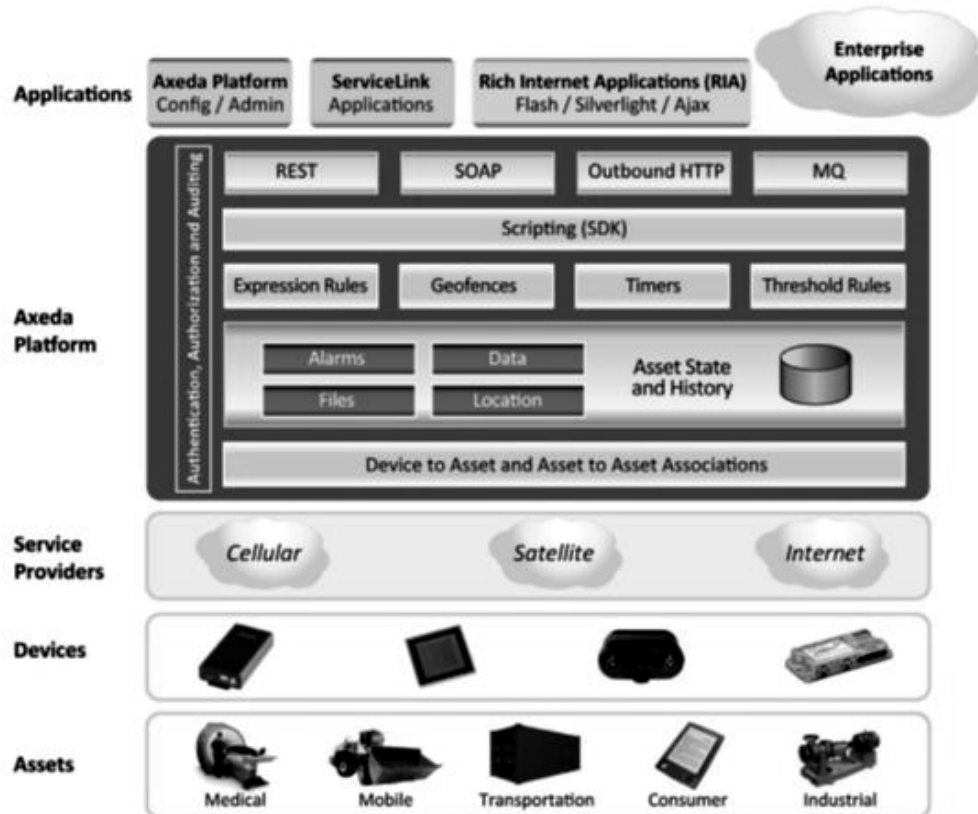 Enterprise
Applications
Applications
Axeda Platform
Config / Admin
ServiceLink
Applications
Rich Internet Applications (RIA)
Flash / Silverlight / Ajax
Axeda
Platform
Authentication, Authorization and Auditing
REST
SOAP
Outbound HTTP
MQ
Scripting (SDK)
Expression Rules
Geofences
Timers
Threshold Rules
Alarms
Data
Files
Location
Asset State
and History
Device to Asset and Asset to Asset Associations
Service
Providers
Cellular
Satellite
Internet
Devices
Assets
Medical
Mobile
Transportation
Consumer
Industrial